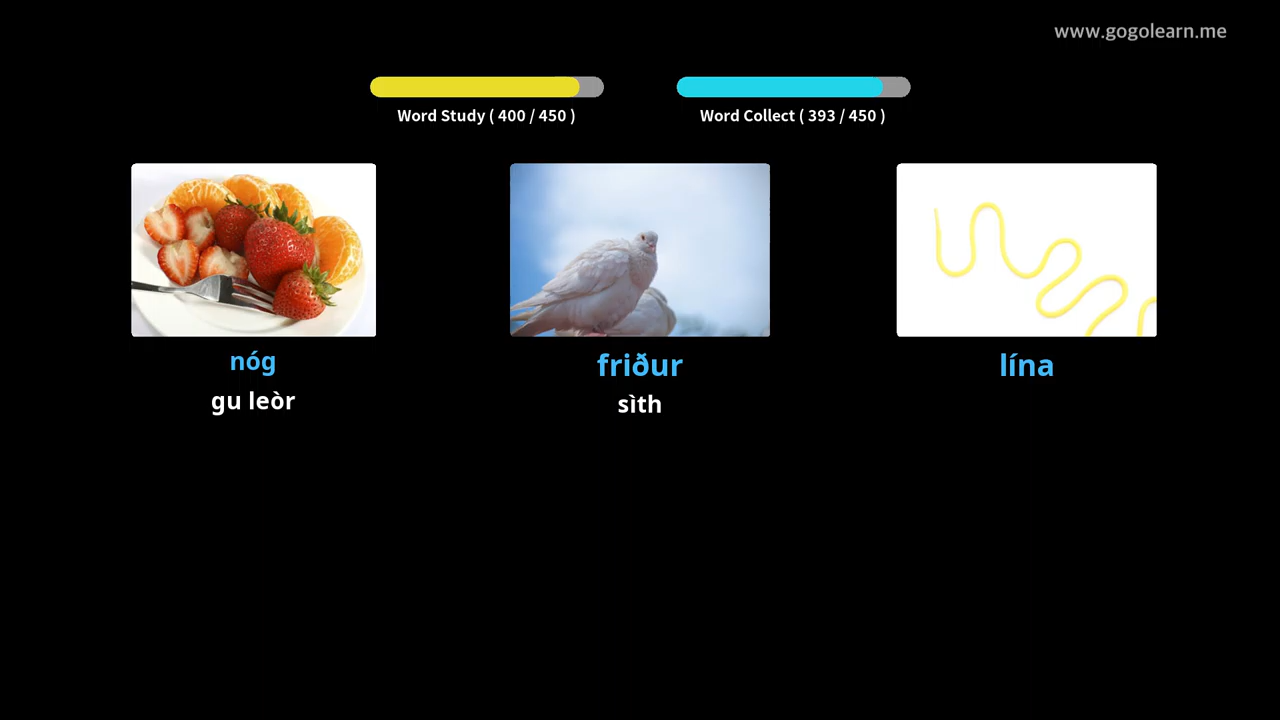 www.gogolearn.me
Word Study ( 400 / 450 )
Word Collect ( 393 / 450 )
nóg
friður
lína
gu leòr
sìth